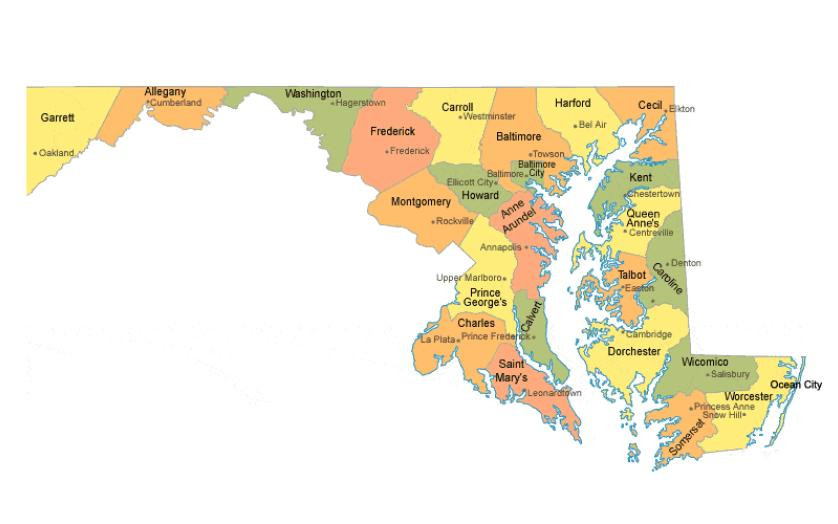 Allegany
Cumberland
Washington
Hagerstown
Garrett
Oakland
Frederick
Frederick
Carroll
Westminster
Harford
Bel Air
Cecil
Elkton
Baltimore
Towson
Baltimore
City
Baltimore
Ellicott City
Howard
Kent
Chestertown
Montgomery
Rockville
Anne
Arundel
Annapolis
Queen
Anne's
Centreville
Upper Marlboro
Prince
George's
Talbot
Easton
Denton
Caroline
Calvert
Charles
La Plata
Prince Frederick
Cambridge
Dorchester
Saint
Mary's
Leonardtown
Wicomico
Salisbury
Ocean City
Worcester
Princess Anne
Snow Hill
Somersat